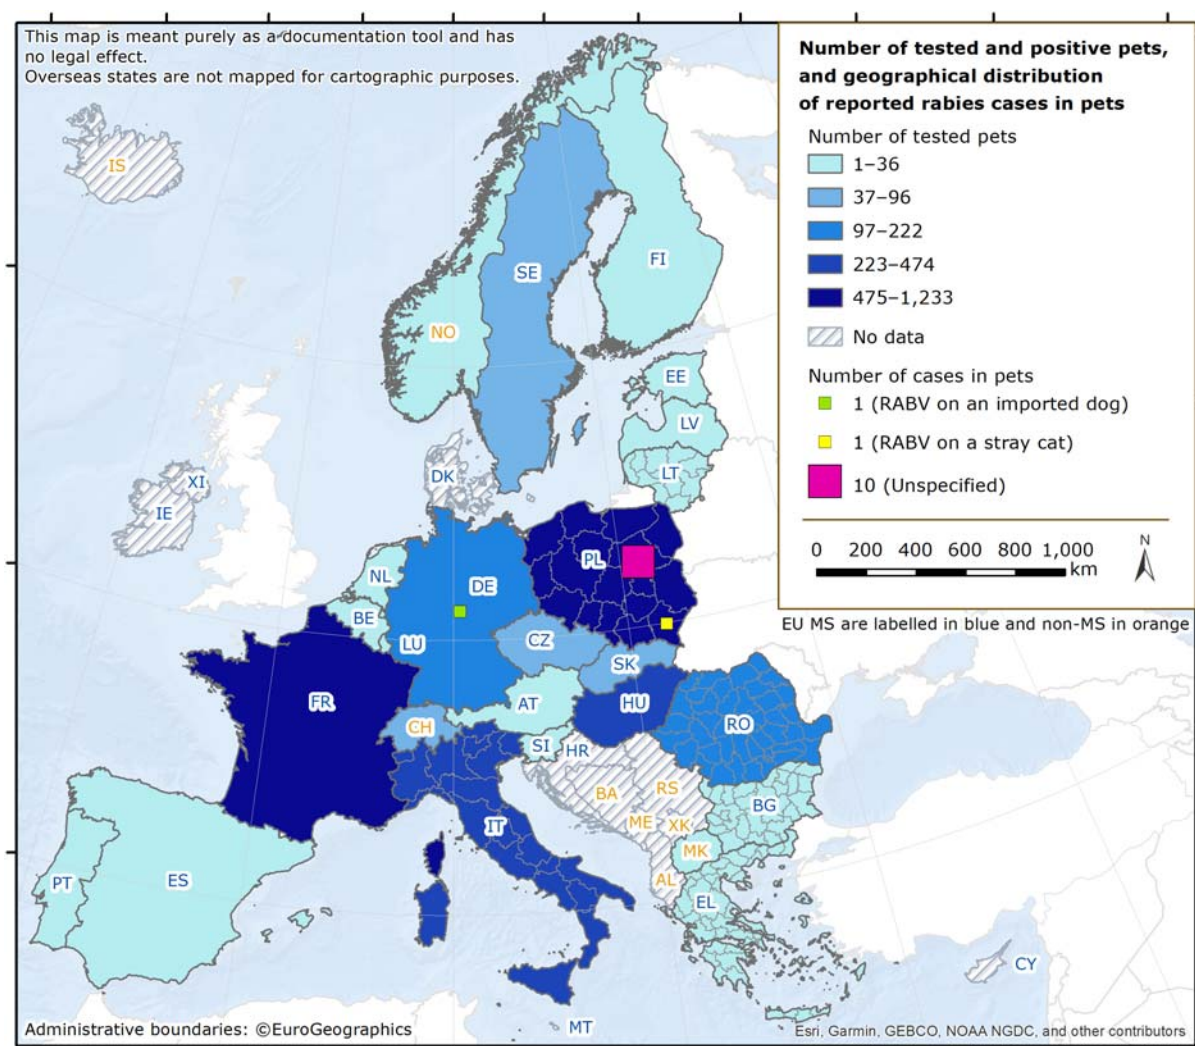 This map is meant purely as a documentation tool and has
no legal effect.
Overseas states are not mapped for cartographic purposes.
Number of tested and positive pets,
and geographical distribution
of reported rabies cases in pets
Number of tested pets
1–36
37–96
97–222
223–474
475–1,233
No data
Number of cases in pets
1 (RABV on an imported dog)
1 (RABV on a stray cat)
10 (Unspecified)
0 200 400 600 800 1,000
km
N
EU MS are labelled in blue and non-MS in orange
IS
SE
FI
NO
EE
LV
LT
DK
XI
IE
NL
DE
PL
BE
LU
CZ
SK
FR
AT
HU
CH
RO
SI
HR
BA
RS
BG
IT
ME
XK
MK
AL
PT
ES
EL
CY
MT
Administrative boundaries: ©EuroGeographics
Esri, Garmin, GEBCO, NOAA NGDC, and other contributors